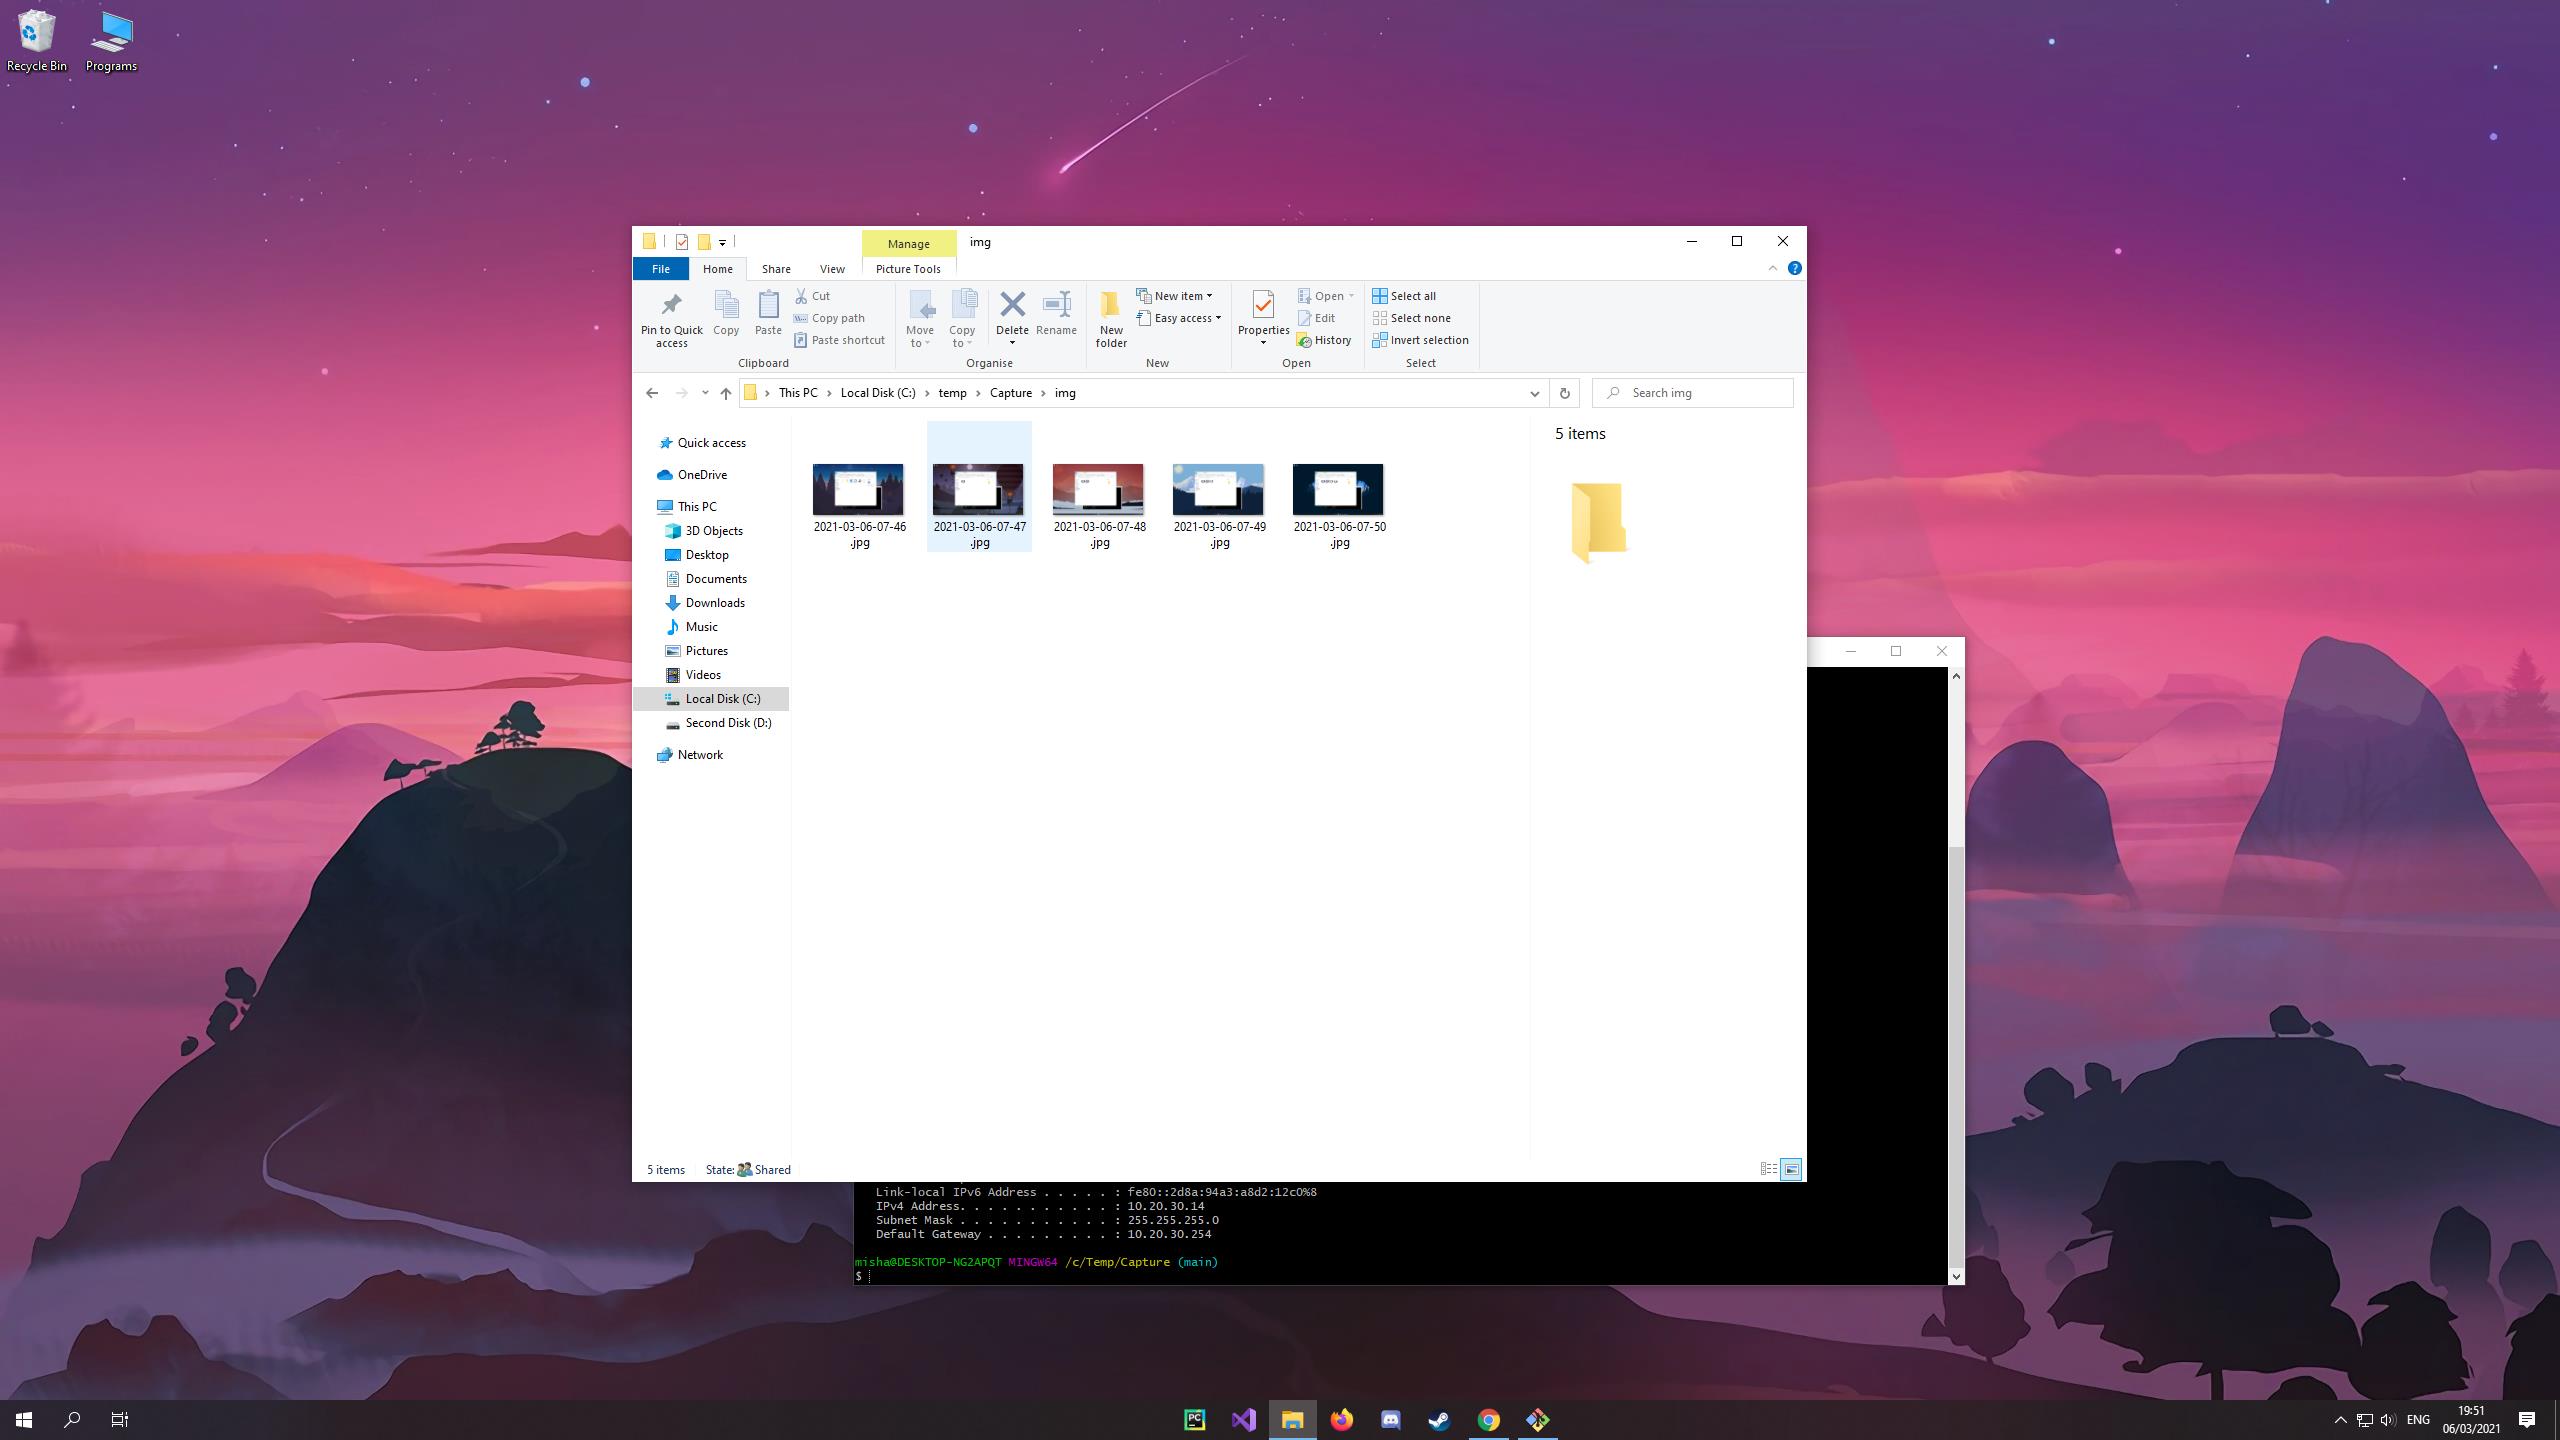 Recycle Bin
Programs
Manage
img
File
Home
Share
View
Picture Tools
Pin to Quick access
Copy
Paste
Cut
Copy path
Paste shortcut
Clipboard
Move to
Copy to
Delete
Rename
Organise
New folder
New item
Easy access
New
Properties
Open
Edit
History
Open
Select all
Select none
Invert selection
Select
This PC
Local Disk (C:)
temp
Capture
img
Search img
Quick access
OneDrive
This PC
3D Objects
Desktop
Documents
Downloads
Music
Pictures
Videos
Local Disk (C:)
Second Disk (D:)
Network
2021-03-06-07-46
.jpg
2021-03-06-07-47
.jpg
2021-03-06-07-48
.jpg
2021-03-06-07-49
.jpg
2021-03-06-07-50
.jpg
5 items
5 items
State: Shared
Link-local IPv6 Address . . . . . : fe80::2d8a:94a3:a8d2:12c0%8
IPv4 Address. . . . . . . . . . . : 10.20.30.14
Subnet Mask . . . . . . . . . . . : 255.255.255.0
Default Gateway . . . . . . . . . : 10.20.30.254
misha@DESKTOP-NG2APQT MINGW64 /c/Temp/Capture (main)
$
PC
ENG
19:51
06/03/2021